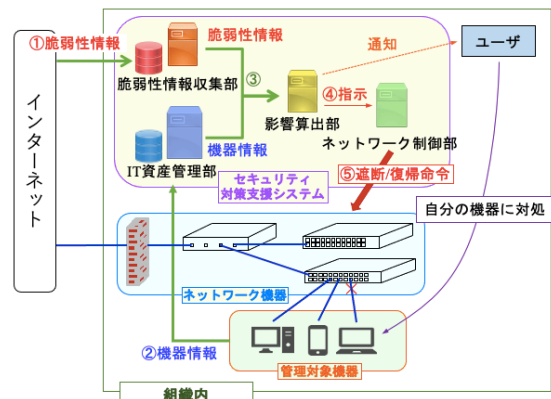 ①脆弱性情報
脆弱性情報
脆弱性情報収集部
③
通知
ユーザ
④指示
影響算出部
ネットワーク制御部
機器情報
IT資産管理部
⑤遮断/復帰命令
セキュリティ
対策支援システム
自分の機器に対処
インターネット
ネットワーク機器
②機器情報
管理対象機器
組織内